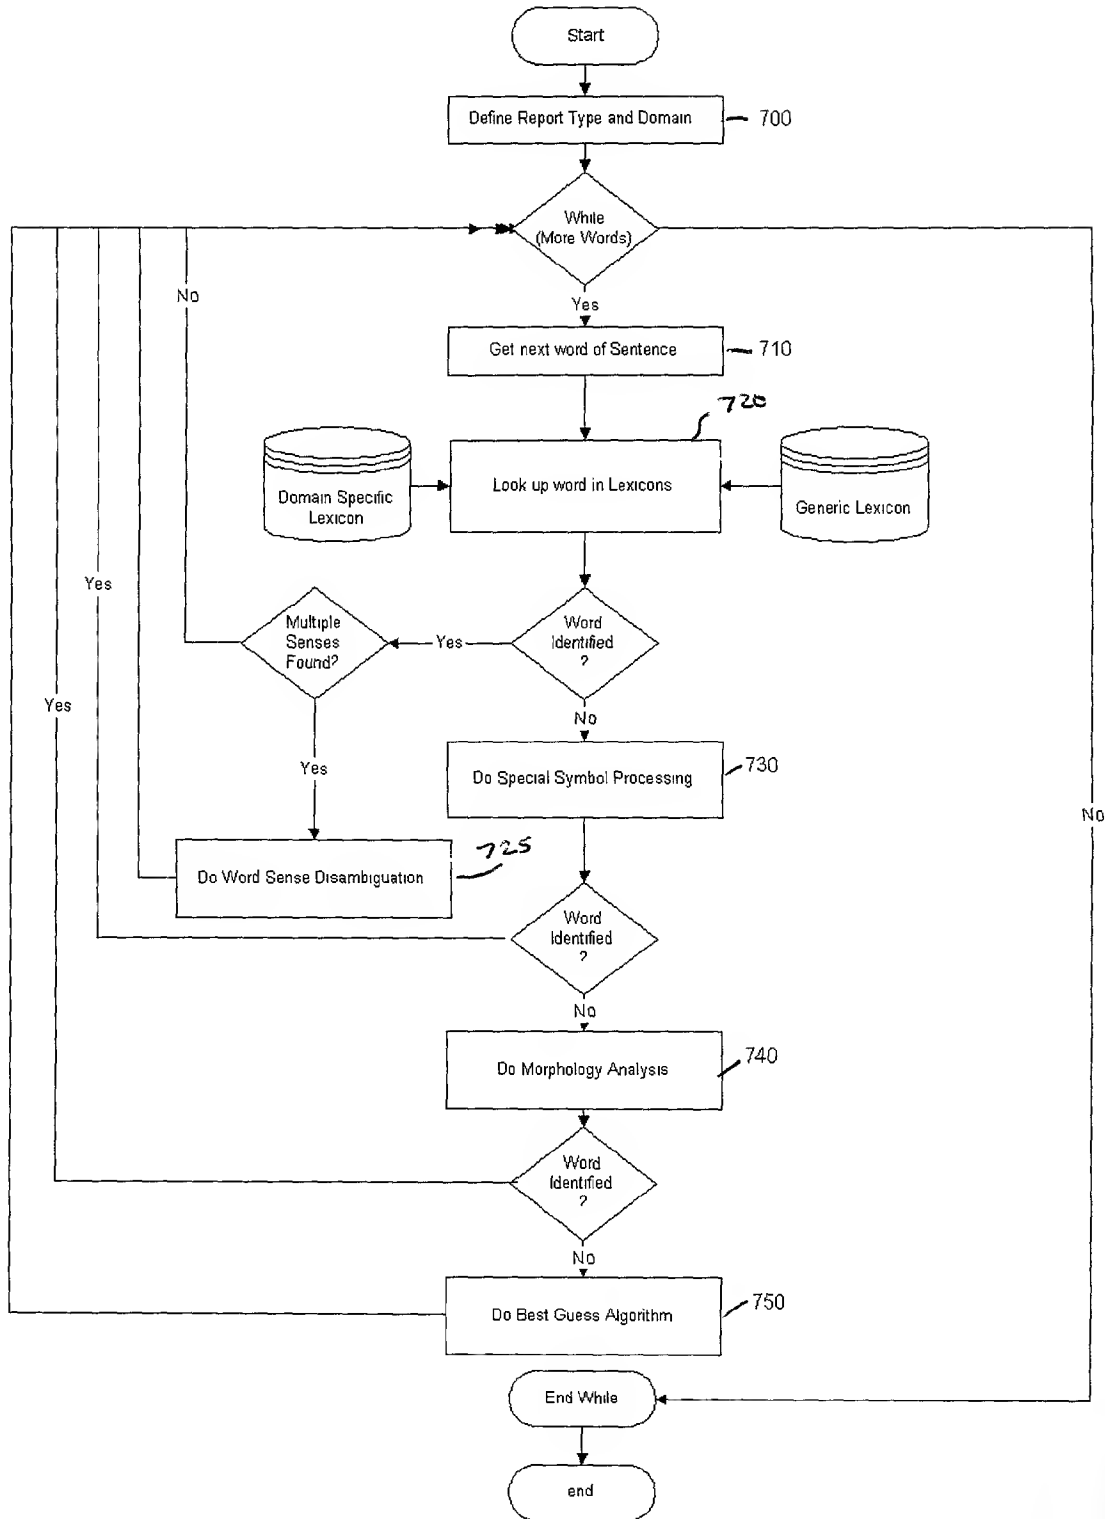 Start
Define Report Type and Domain
700
While
(More Words)
No
Yes
Get next word of Sentence
710
720
Domain Specific
Lexicon
Look up word in Lexicons
Generic Lexicon
Yes
Multiple
Senses
Found?
Yes
Word
Identified
?
Yes
No
Yes
Do Special Symbol Processing
730
No
725
Do Word Sense Disambiguation
Word
Identified
?
No
Do Morphology Analysis
740
Word
Identified
?
No
Do Best Guess Algorithm
750
End While
end